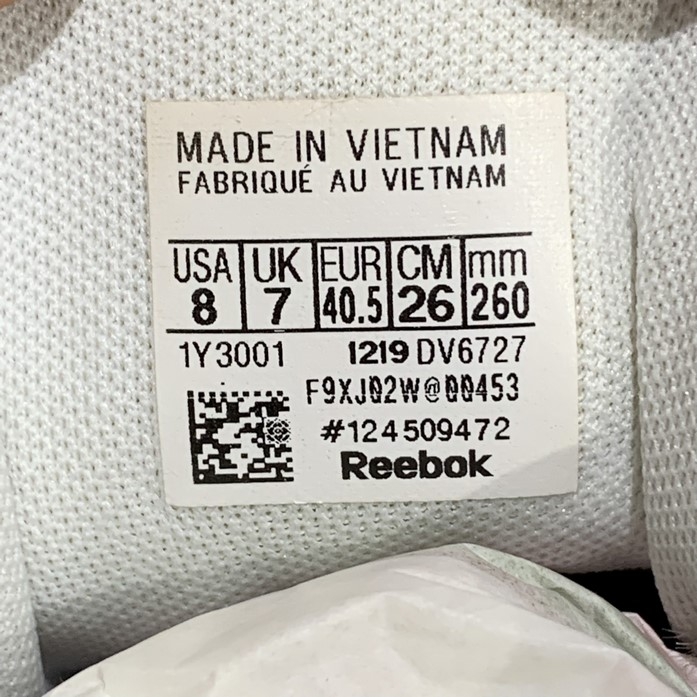 MADE IN VIETNAM
FABRIQUÉ AU VIETNAM
USA UK EUR CM mm
8 7 40.5 26 260
1Y3001 1219 DV6727
F9XJ02W@00453
#124509472
Reebok